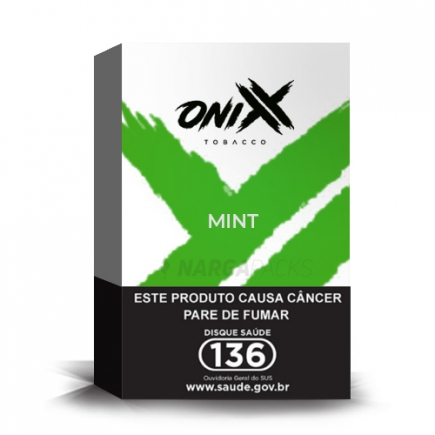 ONIX
TOBACCO
MINT
NARGAPACKS
ESTE PRODUTO CAUSA CÂNCER
PARE DE FUMAR
DISQUE SAÚDE
136
Ouvidoria Geral do SUS
www.saude.gov.br